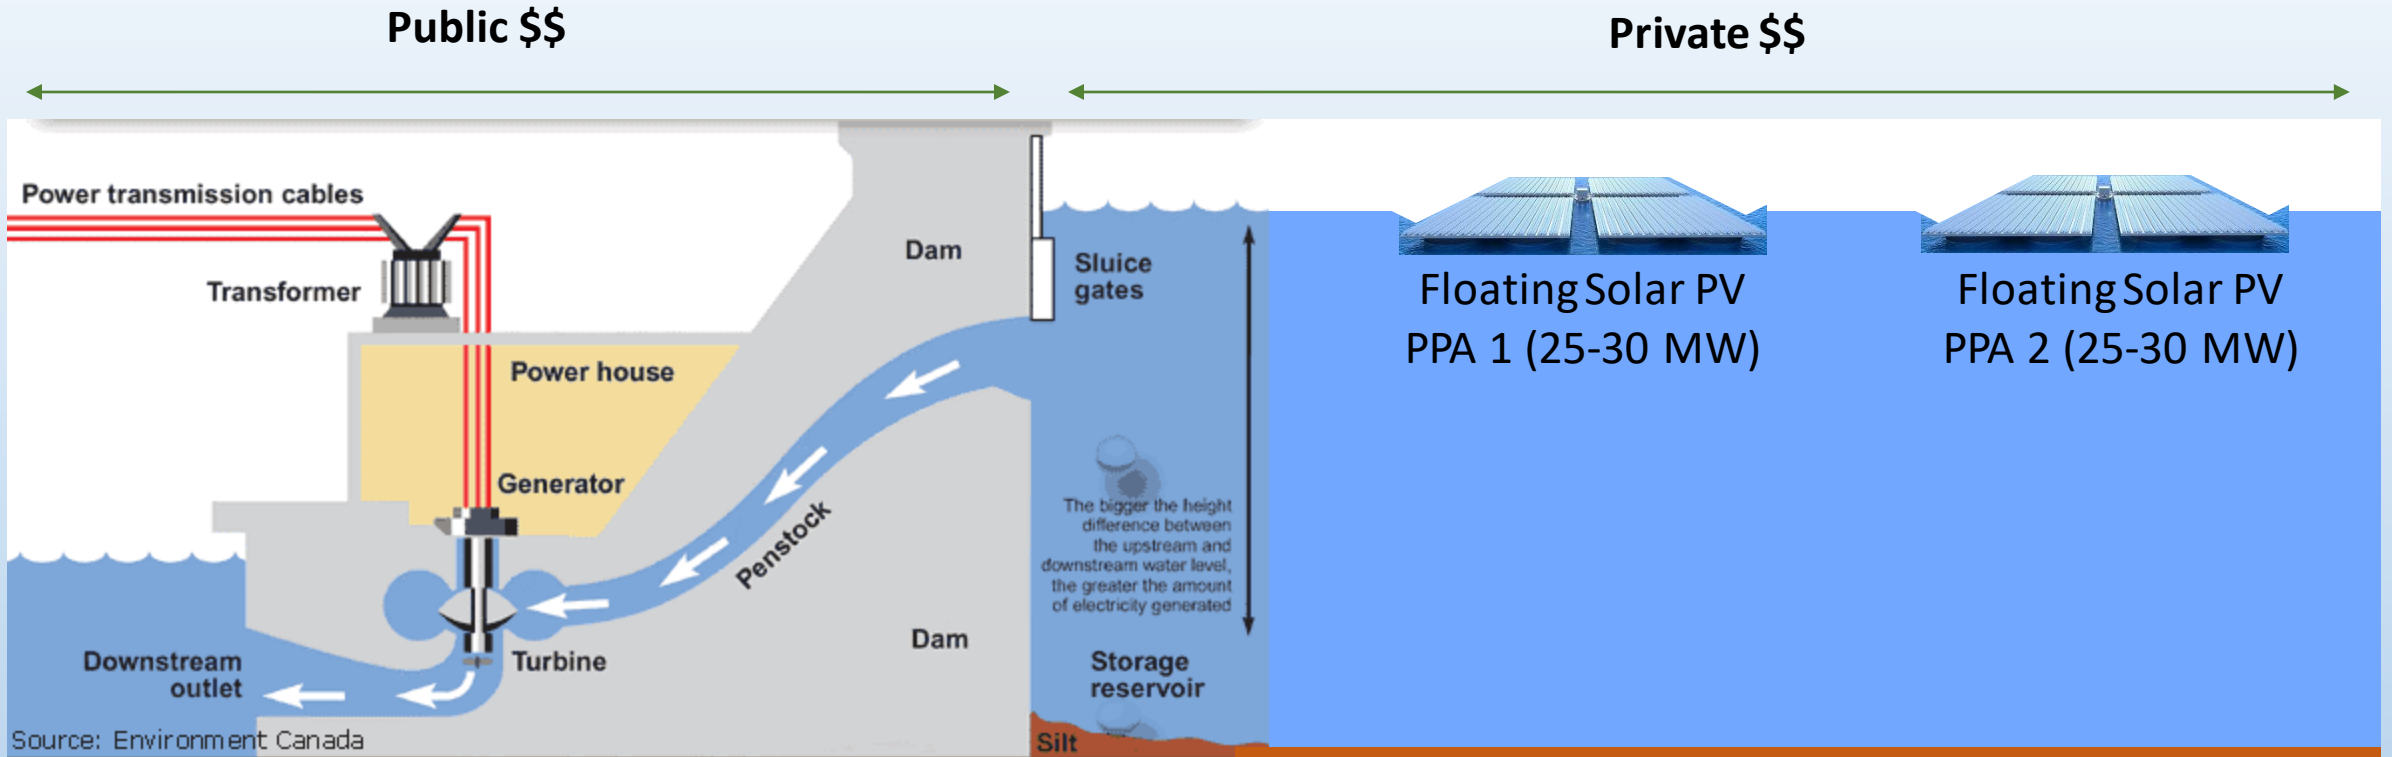 Public $$
Private $$
Power transmission cables
Transformer
Power house
Generator
Penstock
Turbine
Downstream
outlet
Source: Environment Canada
Dam
Dam
Sluice
gates
The bigger the height
difference between
the upstream and
downstream water level,
the greater the amount
of electricity generated
Storage
reservoir
Silt
Floating Solar PV
PPA 1 (25-30 MW)
Floating Solar PV
PPA 2 (25-30 MW)